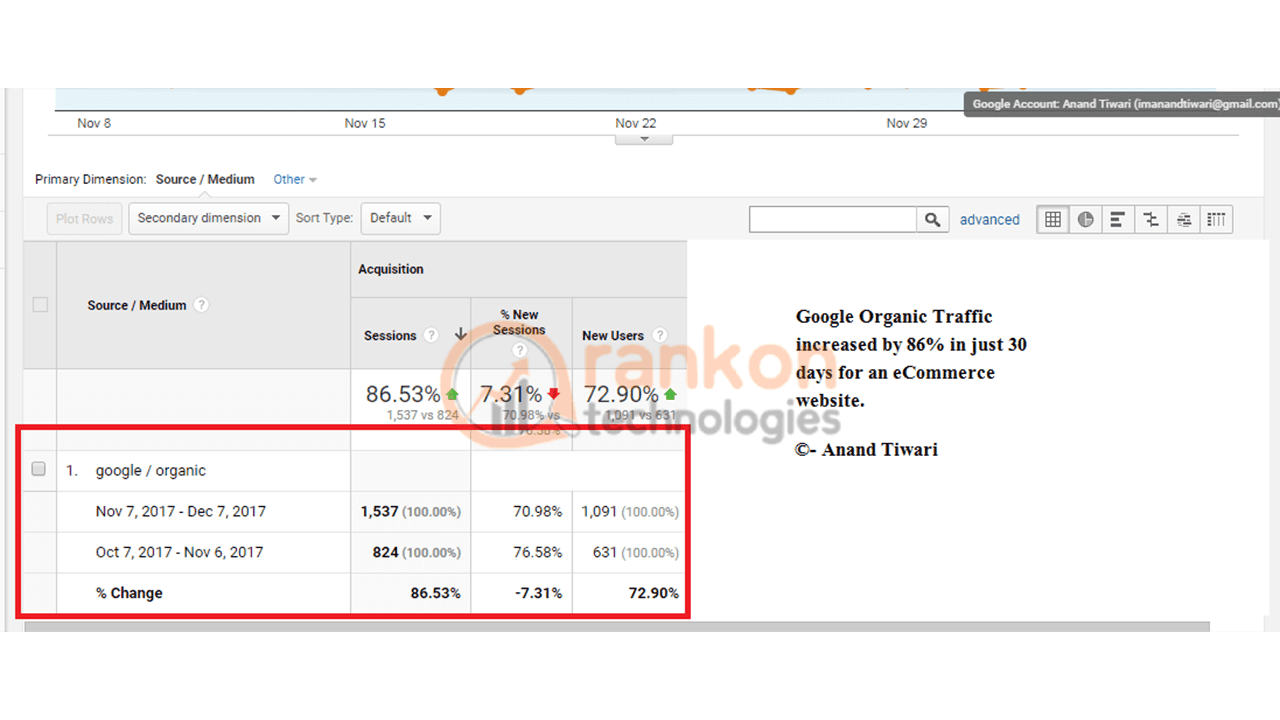 Google Account: Anand Tiwari (imanandtiwari@gmail.com)
Nov 8 Nov 15 Nov 22 Nov 29
Primary Dimension: Source / Medium Other
Plot Rows Secondary dimension Sort Type: Default advanced
Acquisition
Source / Medium ?
Sessions ? % New Sessions ? New Users ?
86.53% 7.31% 72.90%
1,537 vs 824 70.98% vs 76.58% 1,091 vs 631
1. google / organic
Nov 7, 2017 - Dec 7, 2017 1,537 (100.00%) 70.98% 1,091 (100.00%)
Oct 7, 2017 - Nov 6, 2017 824 (100.00%) 76.58% 631 (100.00%)
% Change 86.53% -7.31% 72.90%
Google Organic Traffic
increased by 86% in just 30
days for an eCommerce
website.
©- Anand Tiwari
rankon
technologies